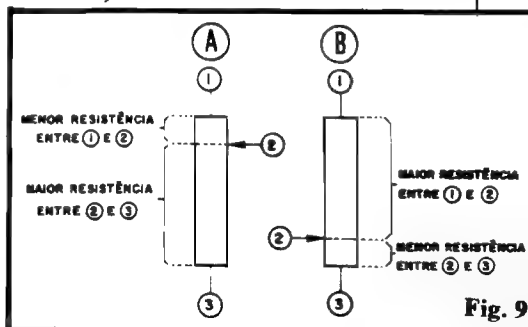 A B
1 1
MENOR RESISTÊNCIA
ENTRE 1 E 2
2
MAIOR RESISTÊNCIA
ENTRE 2 E 3
MAIOR RESISTÊNCIA
ENTRE 1 E 2
2
MENOR RESISTÊNCIA
ENTRE 2 E 3
3 3
Fig. 9